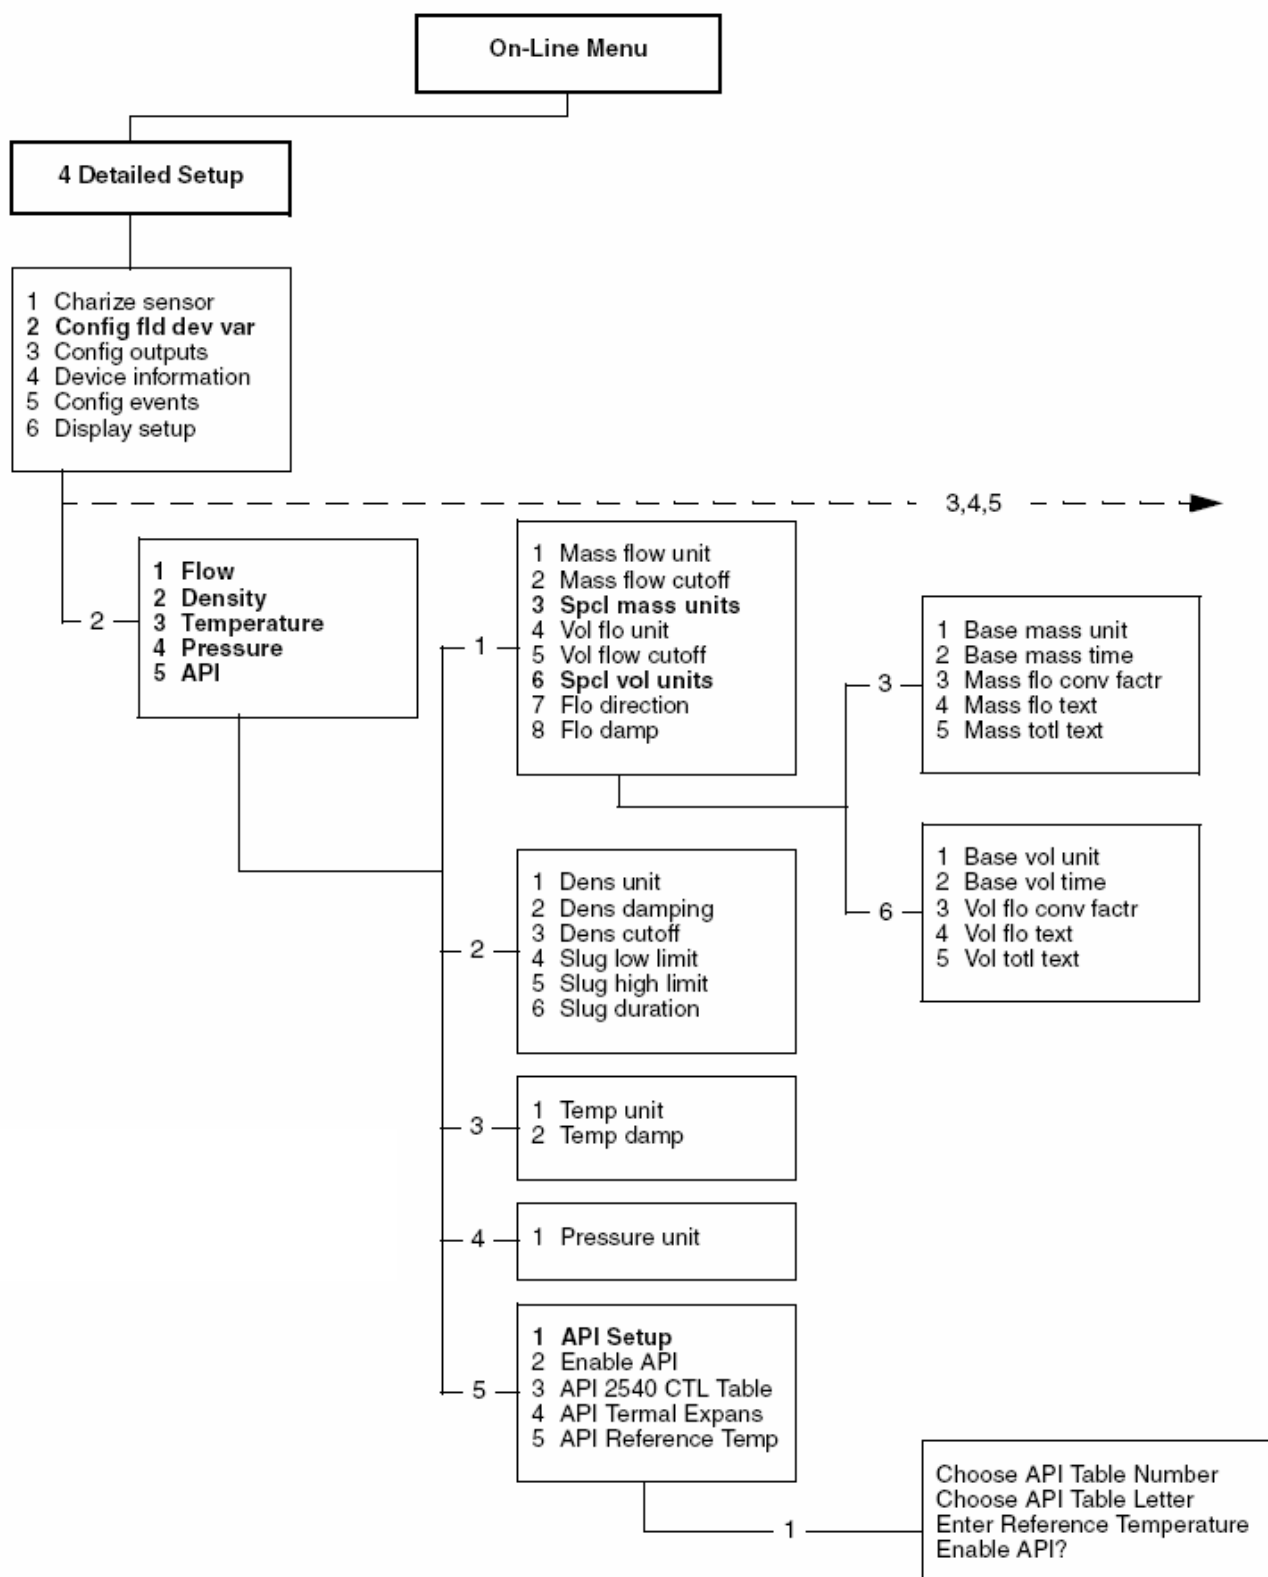 On-Line Menu
4 Detailed Setup
1 Charize sensor
2 Config fld dev var
3 Config outputs
4 Device information
5 Config events
6 Display setup
3,4,5
2
1 Flow
2 Density
3 Temperature
4 Pressure
5 API
1
1 Mass flow unit
2 Mass flow cutoff
3 Spcl mass units
4 Vol flo unit
5 Vol flow cutoff
6 Spcl vol units
7 Flo direction
8 Flo damp
3
1 Base mass unit
2 Base mass time
3 Mass flo conv factr
4 Mass flo text
5 Mass totl text
6
1 Base vol unit
2 Base vol time
3 Vol flo conv factr
4 Vol flo text
5 Vol totl text
2
1 Dens unit
2 Dens damping
3 Dens cutoff
4 Slug low limit
5 Slug high limit
6 Slug duration
3
1 Temp unit
2 Temp damp
4
1 Pressure unit
5
1 API Setup
2 Enable API
3 API 2540 CTL Table
4 API Termal Expans
5 API Reference Temp
1
Choose API Table Number
Choose API Table Letter
Enter Reference Temperature
Enable API?